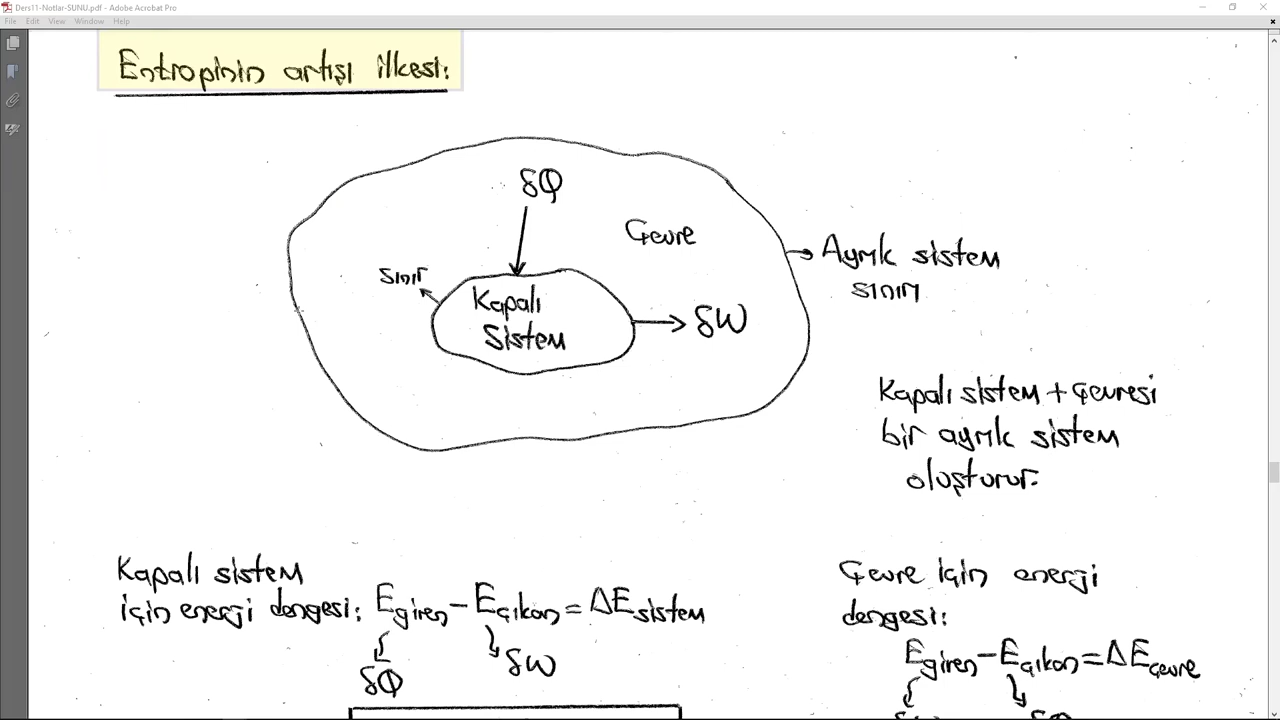 Ders11-Notlar-SUNU.pdf - Adobe Acrobat Pro
File Edit View Window Help
Entropinin artışı ilkesi:
δQ
Çevre
Ayrık sistem
sınırı
sınır
Kapalı
Sistem
δW
Kapalı sistem + çevresi
bir ayrık sistem
oluşturur.
Kapalı sistem
için enerji dengesi: Egiren - Eçıkan = ΔEsistem
δQ
δW
Çevre için enerji
dengesi:
Egiren - Eçıkan = ΔEçevre